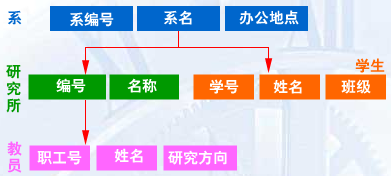 系 系编号 系名 办公地点
学生
研究所 编号 名称 学号 姓名 班级
教员 职工号 姓名 研究方向